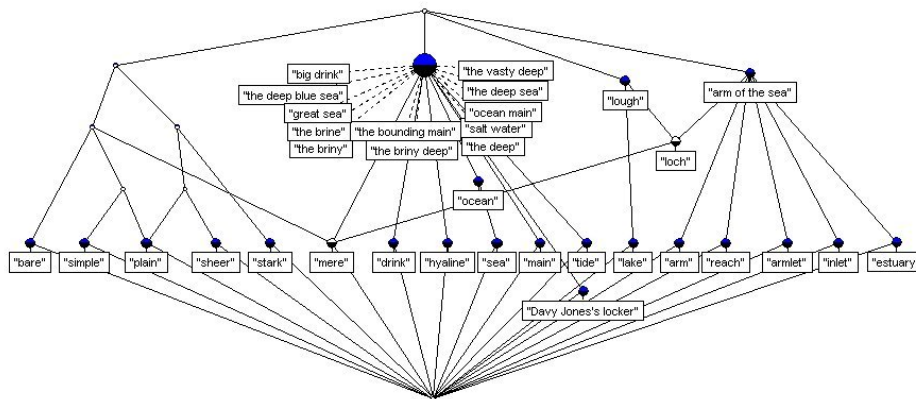 "big drink"
"the vasty deep"
"the deep blue sea"
"the deep sea"
"great sea"
"ocean main"
"the brine"
"the bounding main"
"salt water"
"the briny"
"the briny deep"
"the deep"
"lough"
"arm of the sea"
"loch"
"ocean"
"bare"
"simple"
"plain"
"sheer"
"stark"
"mere"
"drink"
"hyaline"
"sea"
"main"
"tide"
"lake"
"arm"
"reach"
"armlet"
"inlet"
"estuary
"Davy Jones's locker"